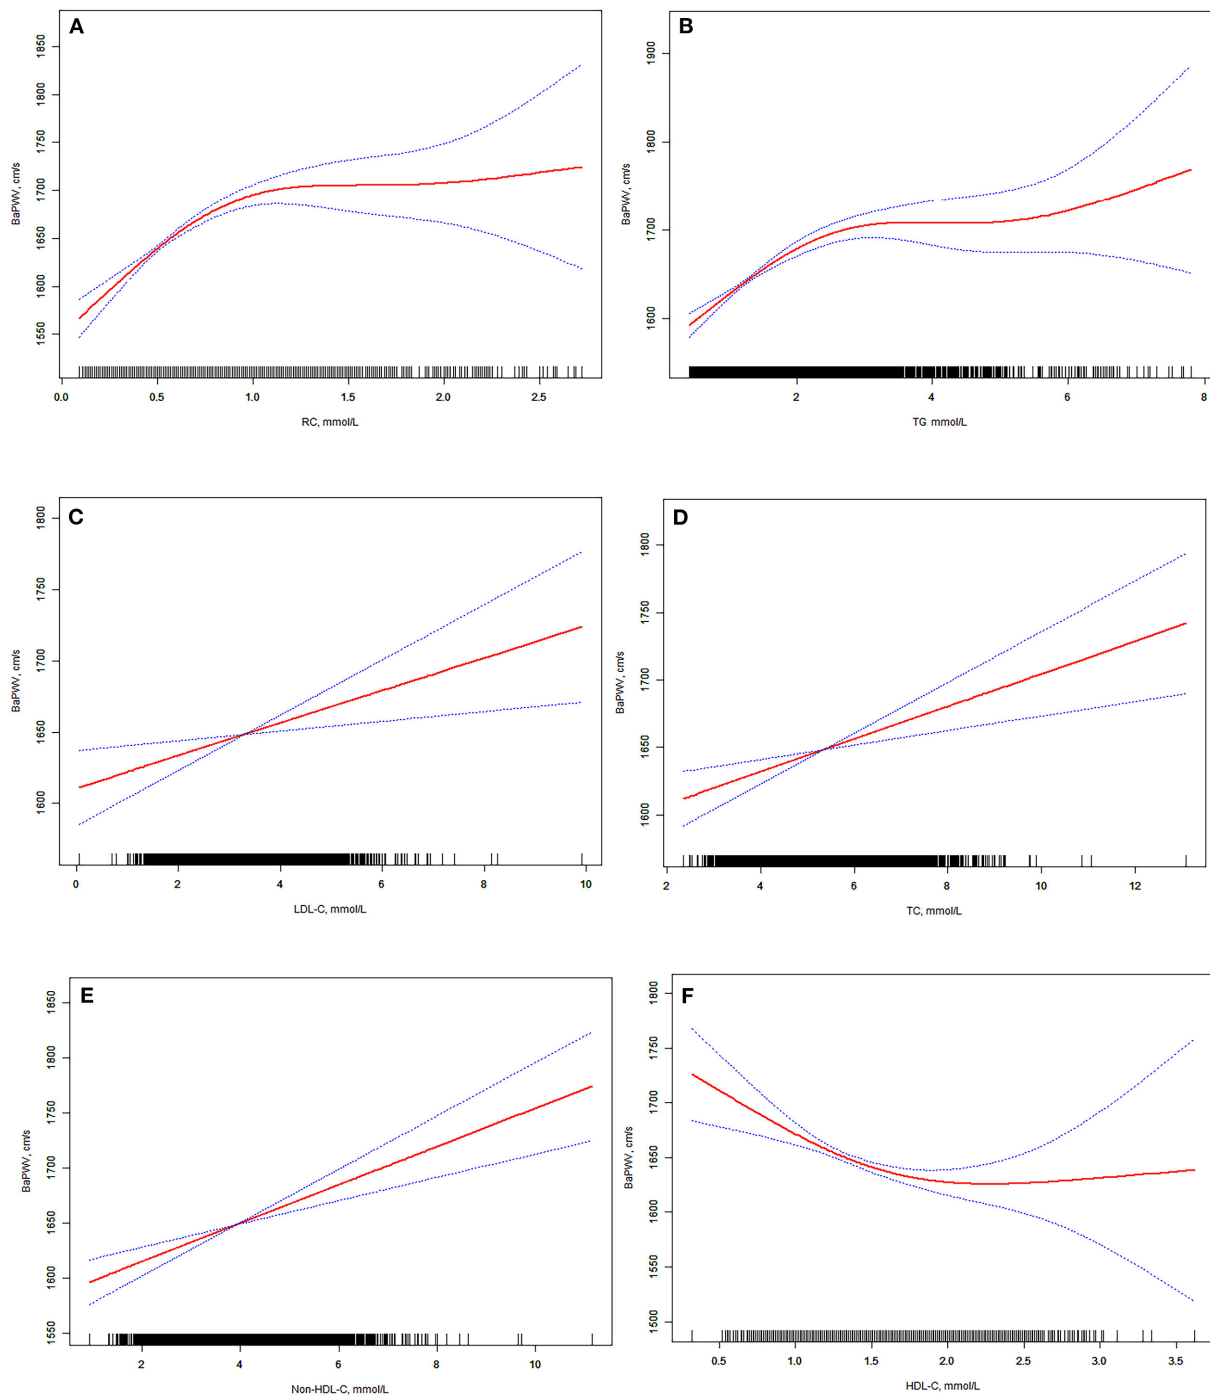 A
BaPWV, cm/s
1850
1800
1750
1700
1650
1600
1550
0.0 0.5 1.0 1.5 2.0 2.5
RC, mmol/L
B
BaPWV, cm/s
1900
1800
1700
1600
2 4 6 8
TG mmol/L
C
BaPWV, cm/s
1800
1750
1700
1650
1600
0 2 4 6 8 10
LDL-C, mmol/L
D
BaPWV, cm/s
1800
1750
1700
1650
1600
2 4 6 8 10 12
TC, mmol/L
E
BaPWV, cm/s
1850
1800
1750
1700
1650
1600
1550
2 4 6 8 10
Non-HDL-C, mmol/L
F
BaPWV, cm/s
1800
1750
1700
1650
1600
1550
1500
0.5 1.0 1.5 2.0 2.5 3.0 3.5
HDL-C, mmol/L